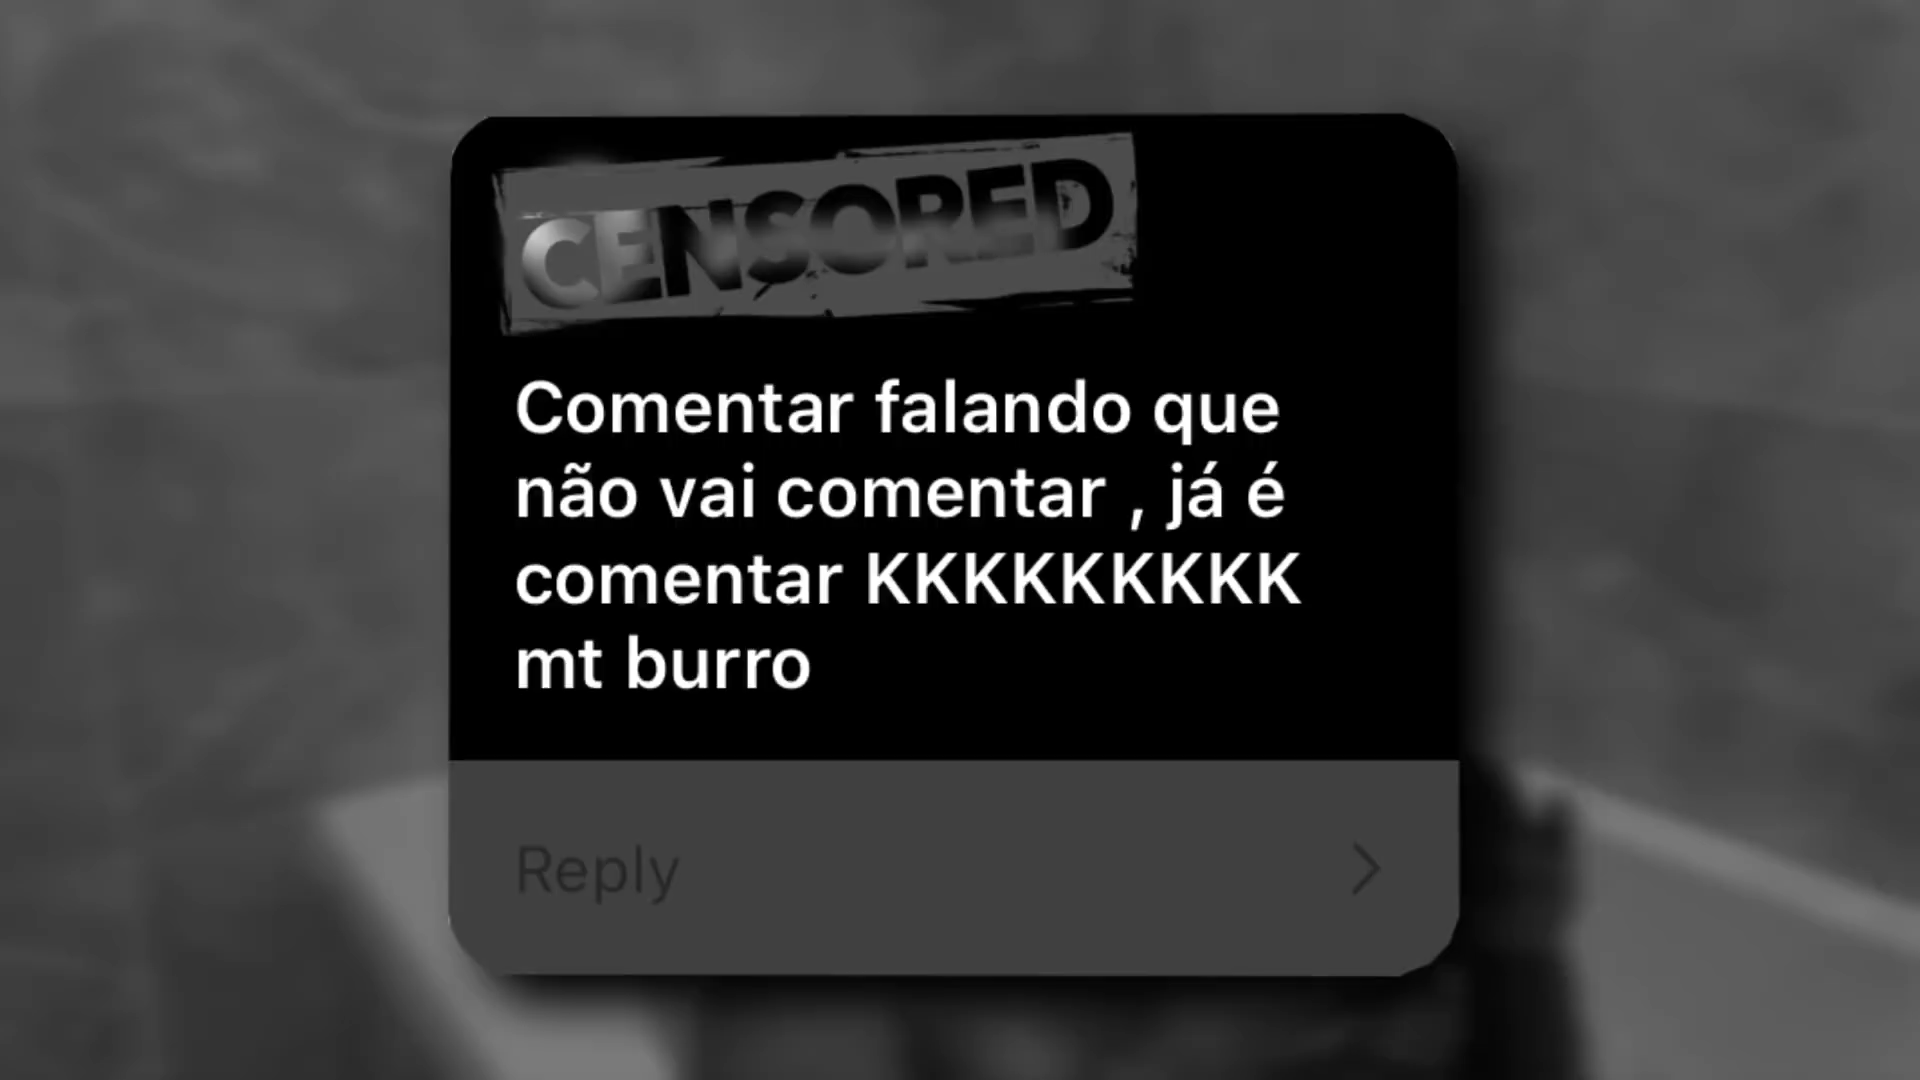 CENSORED
Comentar falando que
não vai comentar , já é
comentar KKKKKKKKK
mt burro
Reply